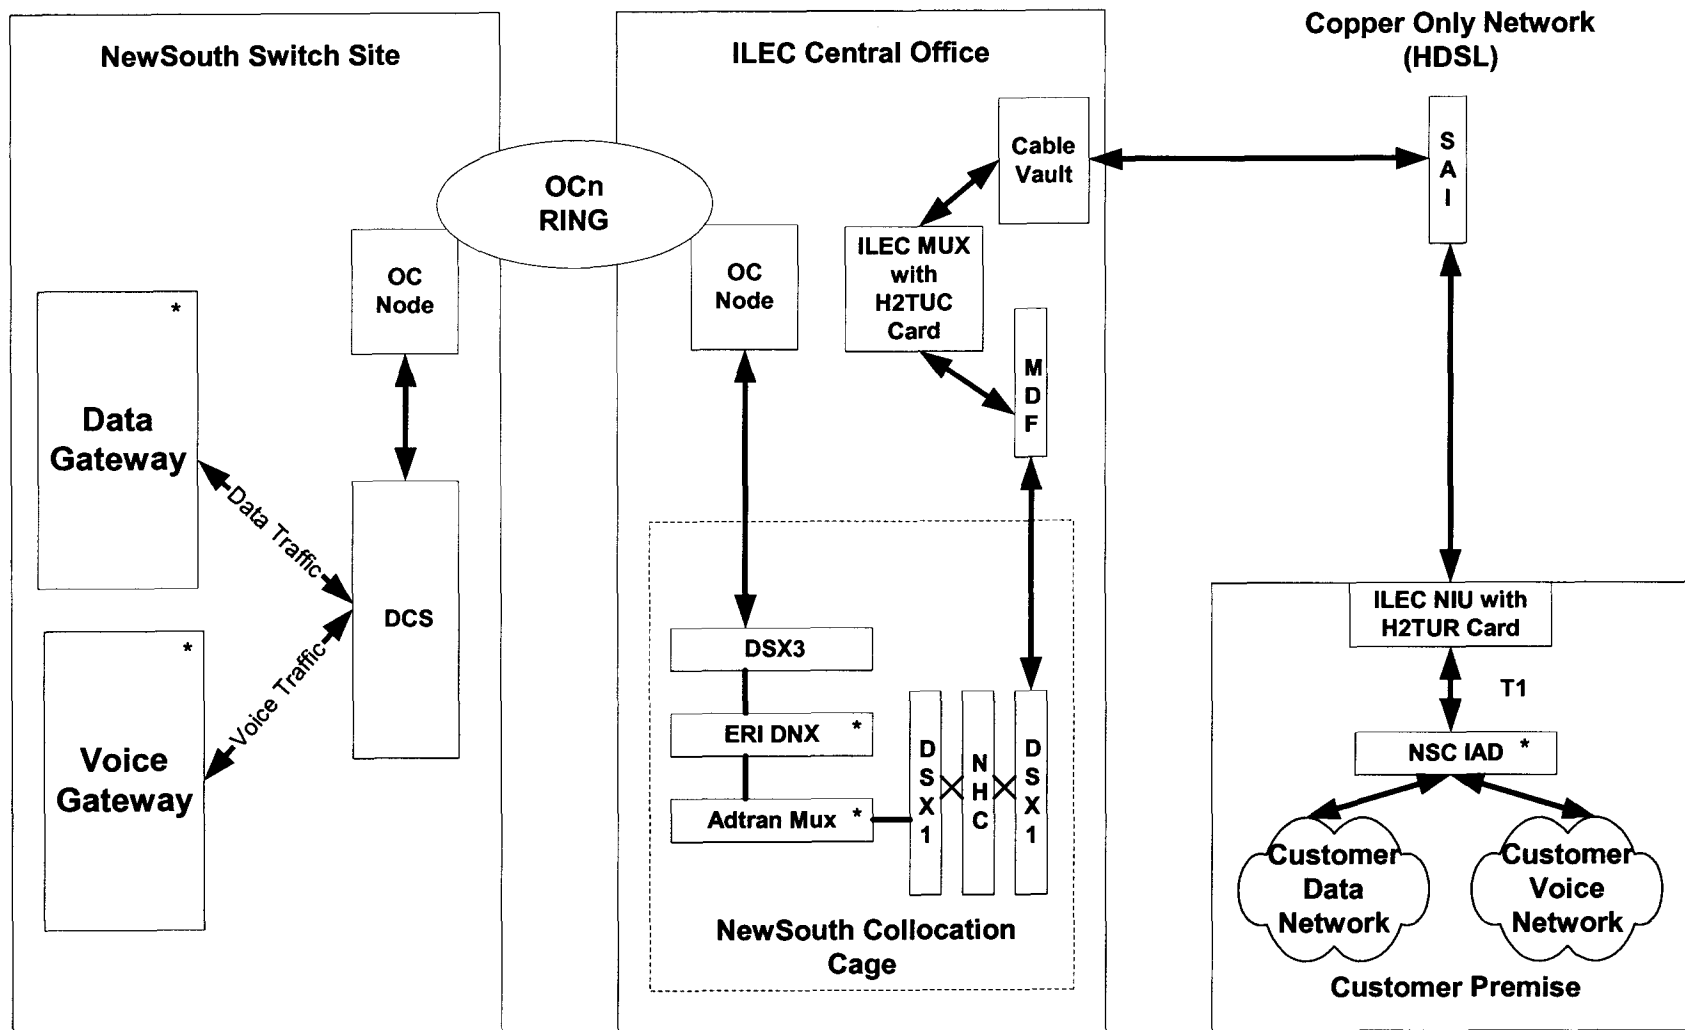 NewSouth Switch Site
ILEC Central Office
Copper Only Network
(HDSL)
OCn
RING
Cable
Vault
S
A
I
OC
Node
OC
Node
ILEC MUX
with
H2TUC
Card
*
Data
Gateway
M
D
F
Data Traffic
DCS
Voice Traffic
*
Voice
Gateway
DSX3
ERI DNX *
Adtran Mux *
D
S
X
1
N
H
C
D
S
X
1
NewSouth Collocation
Cage
ILEC NIU with
H2TUR Card
T1
NSC IAD *
Customer
Data
Network
Customer
Voice
Network
Customer Premise